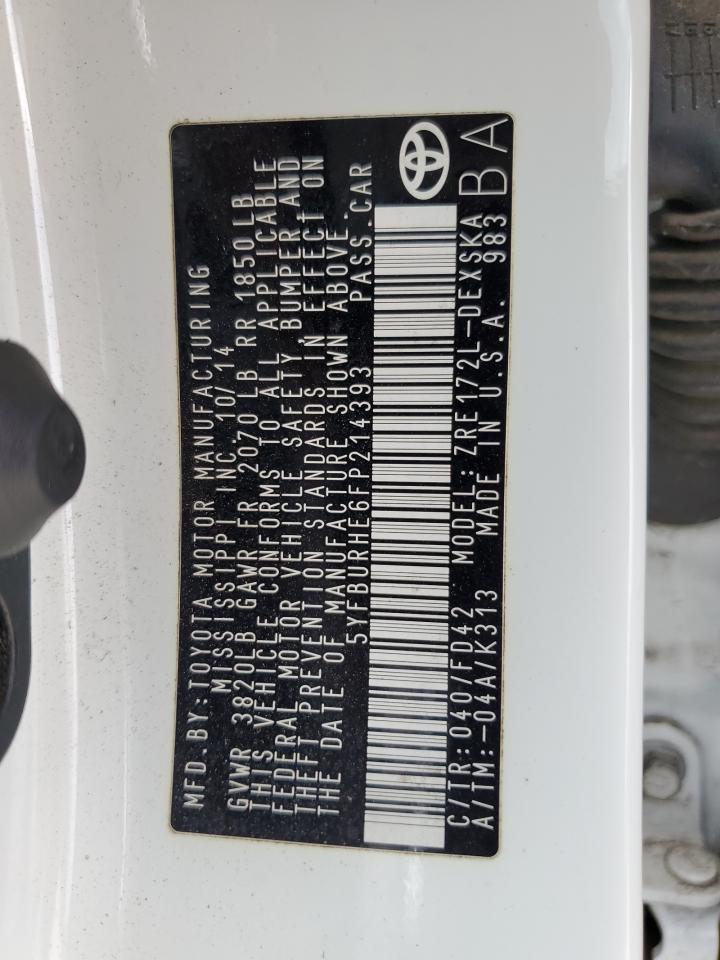 MFD.BY:TOYOTA MOTOR MANUFACTURING
MISSISSIPPI, INC. 10/14
GVWR 3820LB GAWR FR 2070 LB RR 1850LB
THIS VEHICLE CONFORMS TO ALL APPLICABLE
FEDERAL MOTOR VEHICLE SAFETY, BUMPER AND
THEFT PREVENTION STANDARDS IN EFFECT ON
THE DATE OF MANUFACTURE SHOWN ABOVE.
5YFBURHE6FP214393 PASS.CAR
C/TR:040/FD42 MODEL:ZRE172L-DEXSKA
A/TM:-04A/K313 MADE IN U.S.A. 983
BA